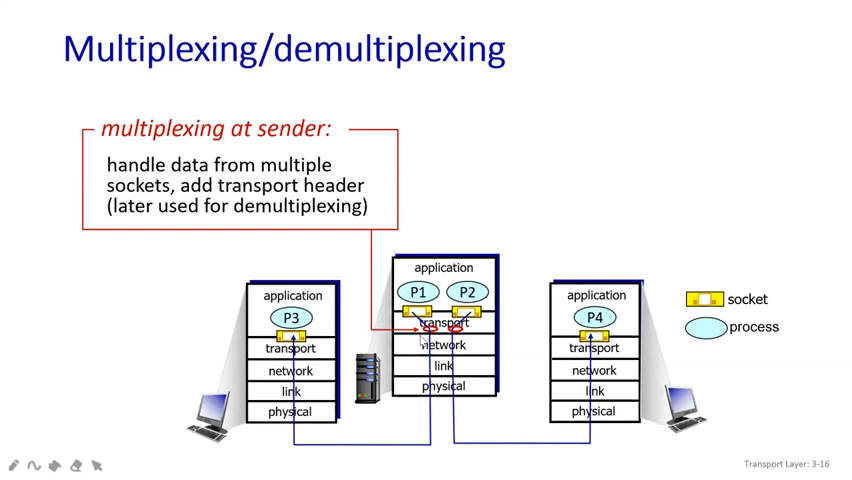 Multiplexing/demultiplexing
multiplexing at sender:
handle data from multiple
sockets, add transport header
(later used for demultiplexing)
application
P3
transport
network
link
physical
application
P1 P2
transport
network
link
physical
application
P4
transport
network
link
physical
socket
process
Transport Layer: 3-16